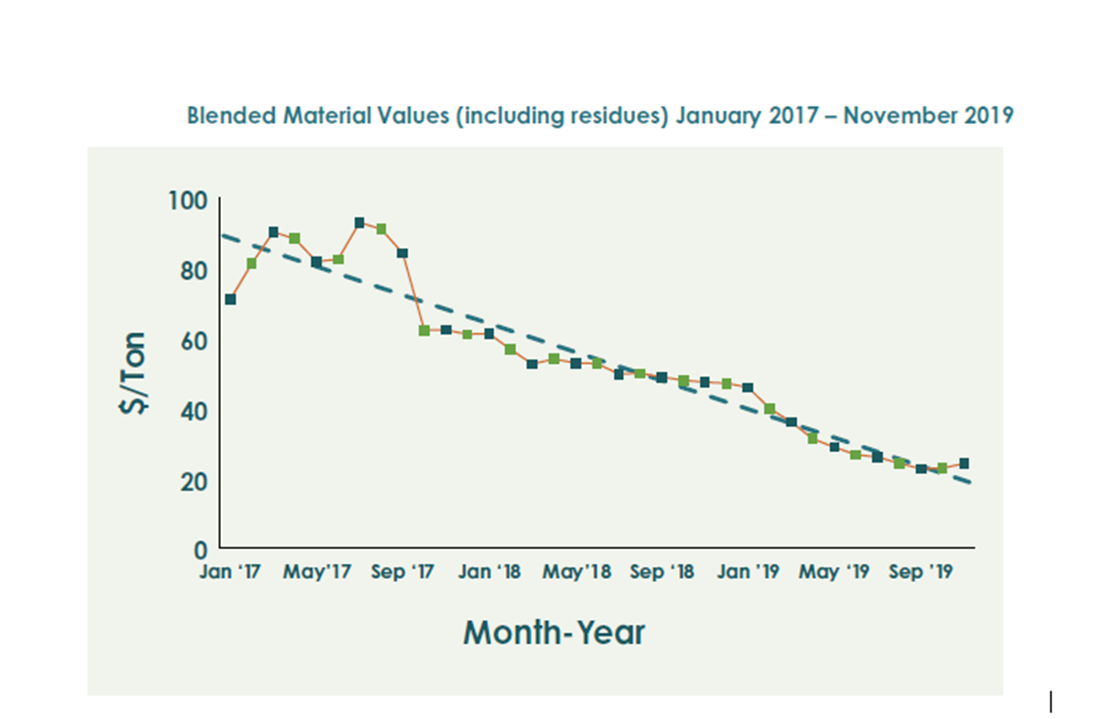 Blended Material Values (including residues) January 2017 – November 2019
100
80
60
40
20
0
$/Ton
Jan ‘17 May’17 Sep ‘17 Jan ‘18 May’18 Sep ‘18 Jan ‘19 May ‘19 Sep ’19
Month-Year